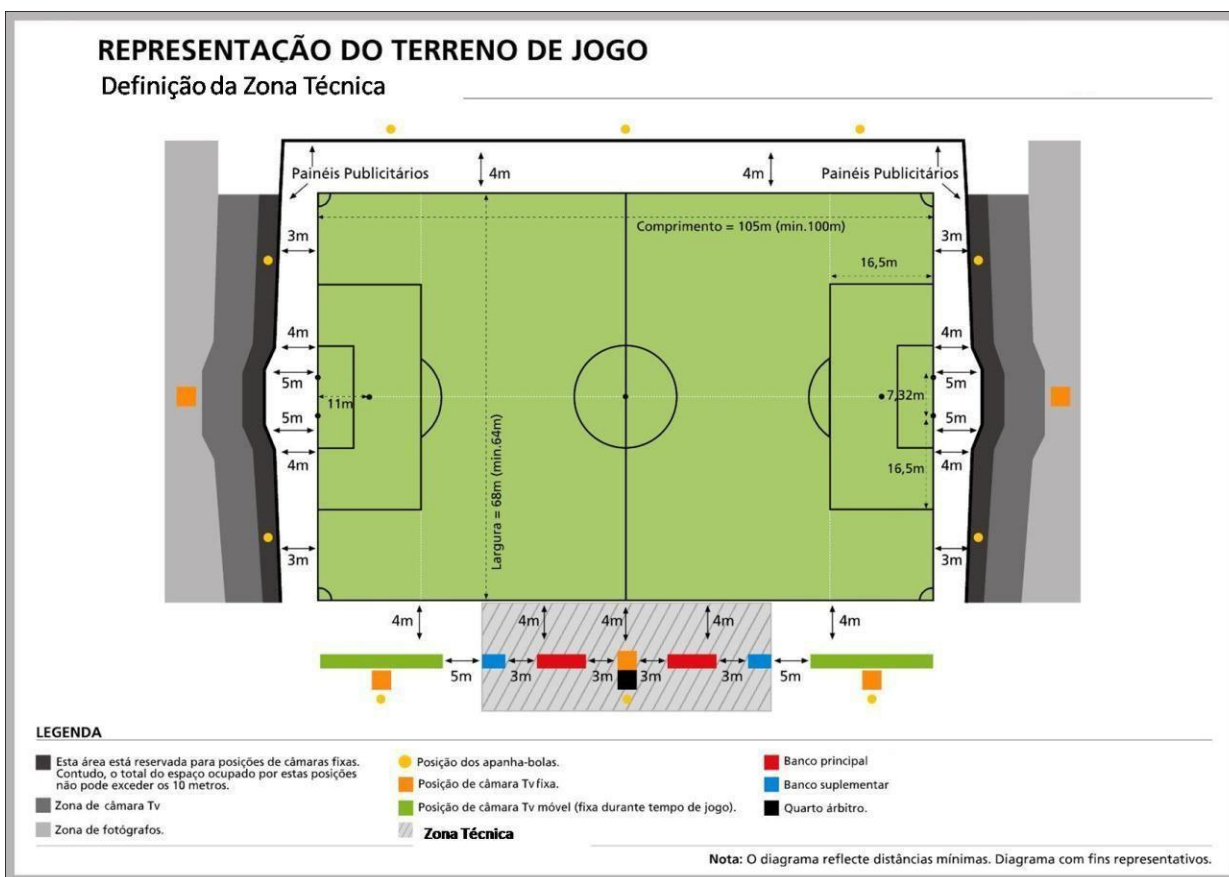 REPRESENTAÇÃO DO TERRENO DE JOGO
Definição da Zona Técnica
Painéis Publicitários
4m
4m
Painéis Publicitários
3m
Comprimento = 105m (min.100m)
3m
16,5m
4m
4m
5m
5m
11m
7,32m
5m
5m
4m
4m
16,5m
Largura = 68m (min.64m)
3m
3m
4m
4m
4m
4m
4m
5m
3m
3m
3m
3m
5m
LEGENDA
Esta área está reservada para posições de câmaras fixas.
Contudo, o total do espaço ocupado por estas posições
não pode exceder os 10 metros.
Zona de câmara Tv
Zona de fotógrafos.
Posição dos apanha-bolas.
Posição de câmara Tv fixa.
Posição de câmara Tv móvel (fixa durante tempo de jogo).
Zona Técnica
Banco principal
Banco suplementar
Quarto árbitro.
Nota: O diagrama reflecte distâncias mínimas. Diagrama com fins representativos.